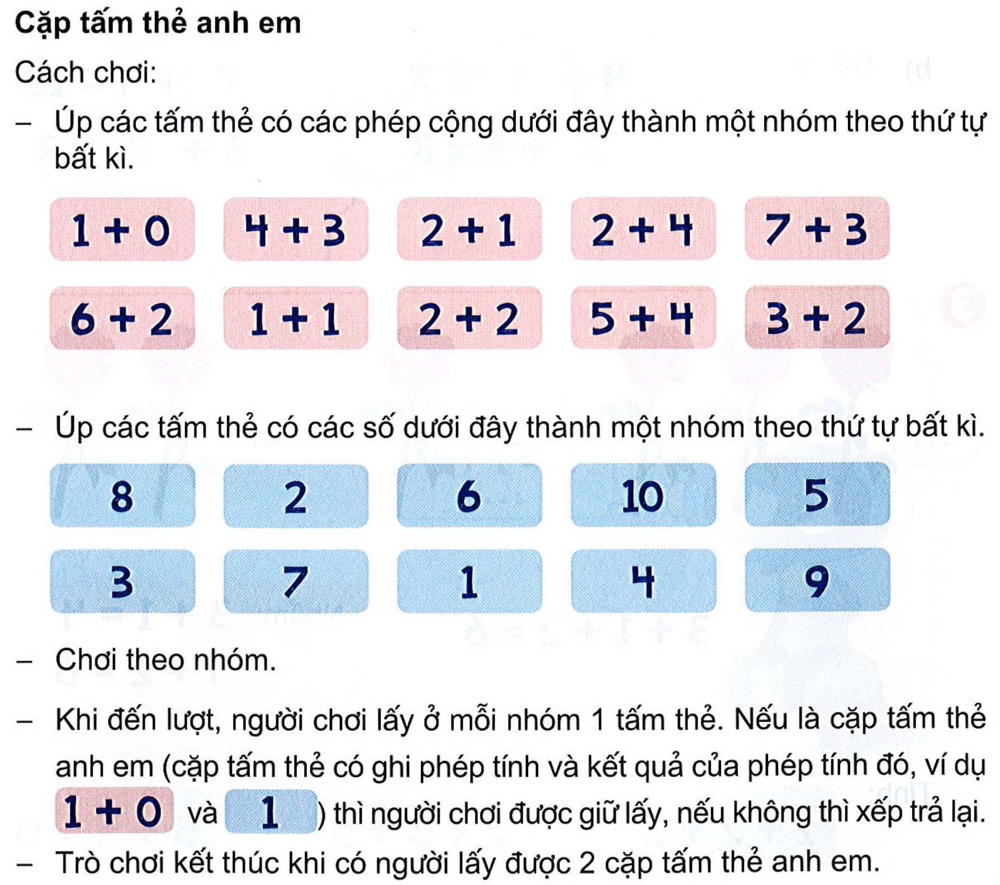 Cặp tấm thẻ anh em
Cách chơi:
– Úp các tấm thẻ có các phép cộng dưới đây thành một nhóm theo thứ tự
bất kì.
1 + 0 4 + 3 2 + 1 2 + 4 7 + 3
6 + 2 1 + 1 2 + 2 5 + 4 3 + 2
– Úp các tấm thẻ có các số dưới đây thành một nhóm theo thứ tự bất kì.
8 2 6 10 5
3 7 1 4 9
– Chơi theo nhóm.
– Khi đến lượt, người chơi lấy ở mỗi nhóm 1 tấm thẻ. Nếu là cặp tấm thẻ
anh em (cặp tấm thẻ có ghi phép tính và kết quả của phép tính đó, ví dụ
1 + 0 và 1 ) thì người chơi được giữ lấy, nếu không thì xếp trả lại.
– Trò chơi kết thúc khi có người lấy được 2 cặp tấm thẻ anh em.